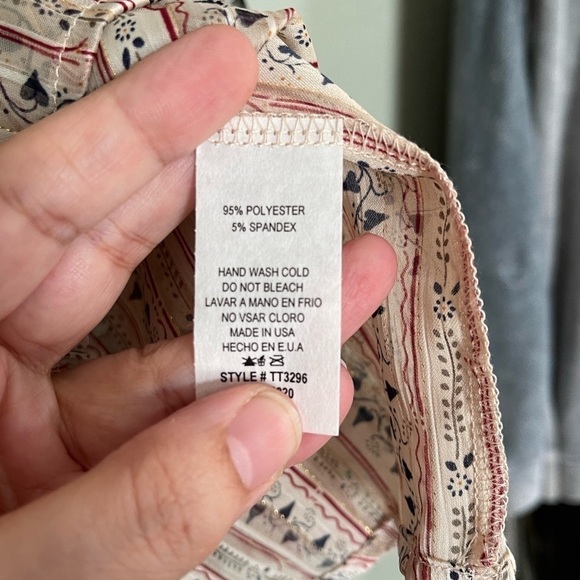 95% POLYESTER
5% SPANDEX
HAND WASH COLD
DO NOT BLEACH
LAVAR A MANO EN FRIO
NO VSAR CLORO
MADE IN USA
HECHO EN E.U.A
STYLE # TT3296